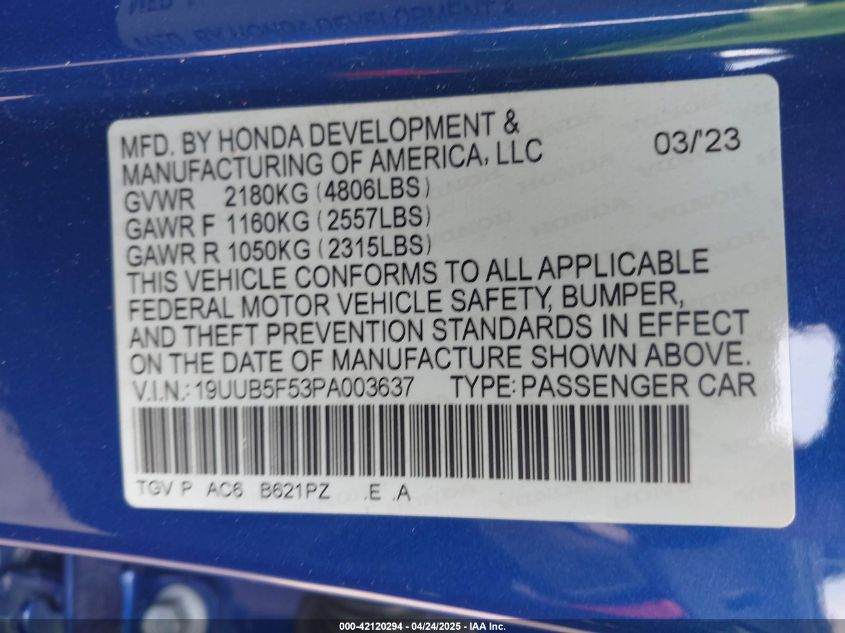 MFD. BY HONDA DEVELOPMENT &
MANUFACTURING OF AMERICA, LLC 03/'23
GVWR 2180KG (4806LBS)
GAWR F 1160KG (2557LBS)
GAWR R 1050KG (2315LBS)
THIS VEHICLE CONFORMS TO ALL APPLICABLE
FEDERAL MOTOR VEHICLE SAFETY, BUMPER,
AND THEFT PREVENTION STANDARDS IN EFFECT
ON THE DATE OF MANUFACTURE SHOWN ABOVE.
V.I.N.: 19UUB5F53PA003637 TYPE: PASSENGER CAR
TGV P AC6 B621PZ .E .A
000-42120294 - 04/24/2025 - IAA Inc.